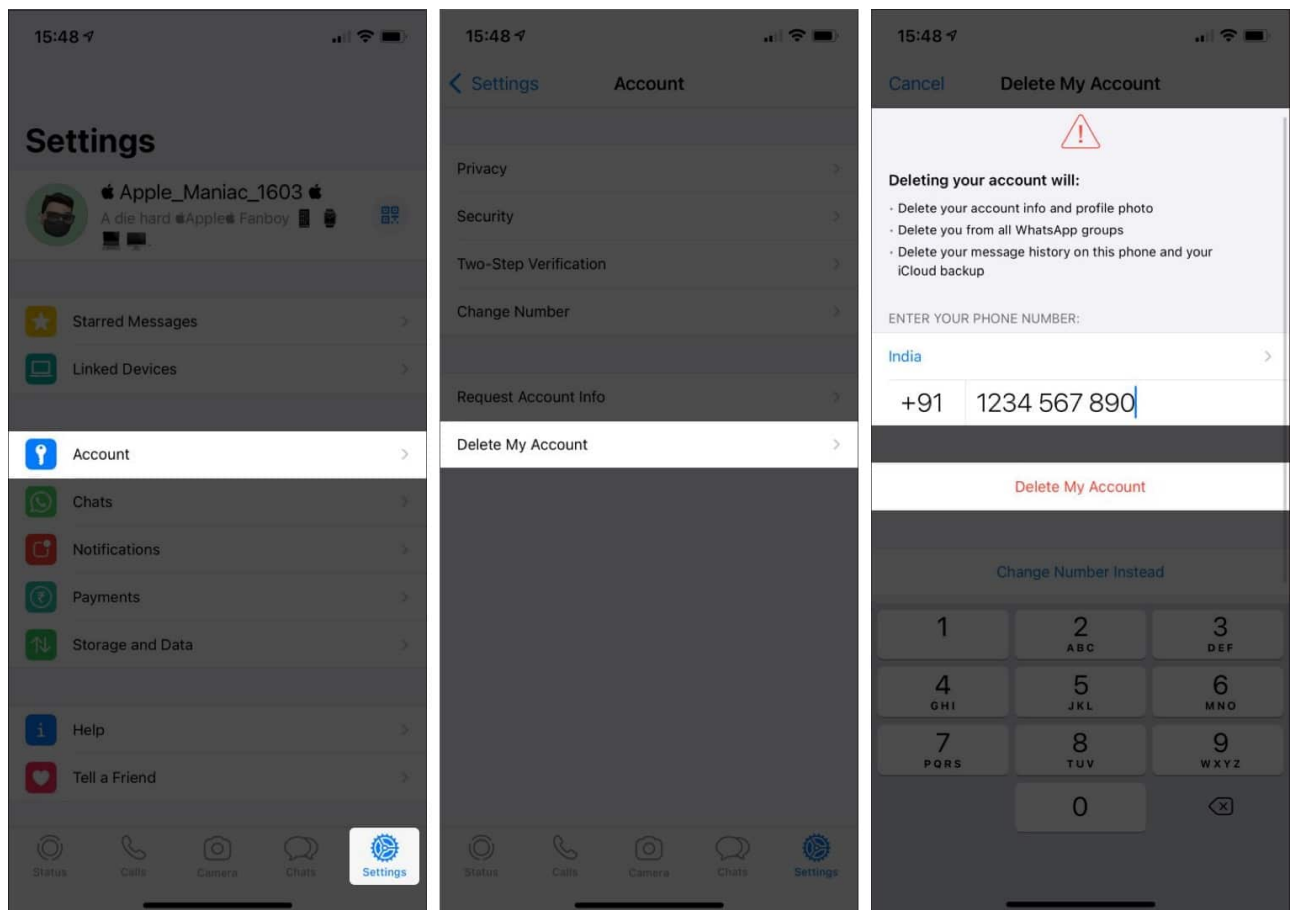 15:48
Settings
Apple_Maniac_1603
A die hard Apple Fanboy
.
Starred Messages
Linked Devices
Account
Chats
Notifications
Payments
Storage and Data
Help
Tell a Friend
Status Calls Camera Chats Settings
15:48
Settings Account
Privacy
Security
Two-Step Verification
Change Number
Request Account Info
Delete My Account
Status Calls Camera Chats Settings
15:48
Cancel Delete My Account
Deleting your account will:
· Delete your account info and profile photo
· Delete you from all WhatsApp groups
· Delete your message history on this phone and your
iCloud backup
ENTER YOUR PHONE NUMBER:
India
+91 1234 567 890
Delete My Account
Change Number Instead
1 2 3
ABC DEF
4 5 6
GHI JKL MNO
7 8 9
PQRS TUV WXYZ
0